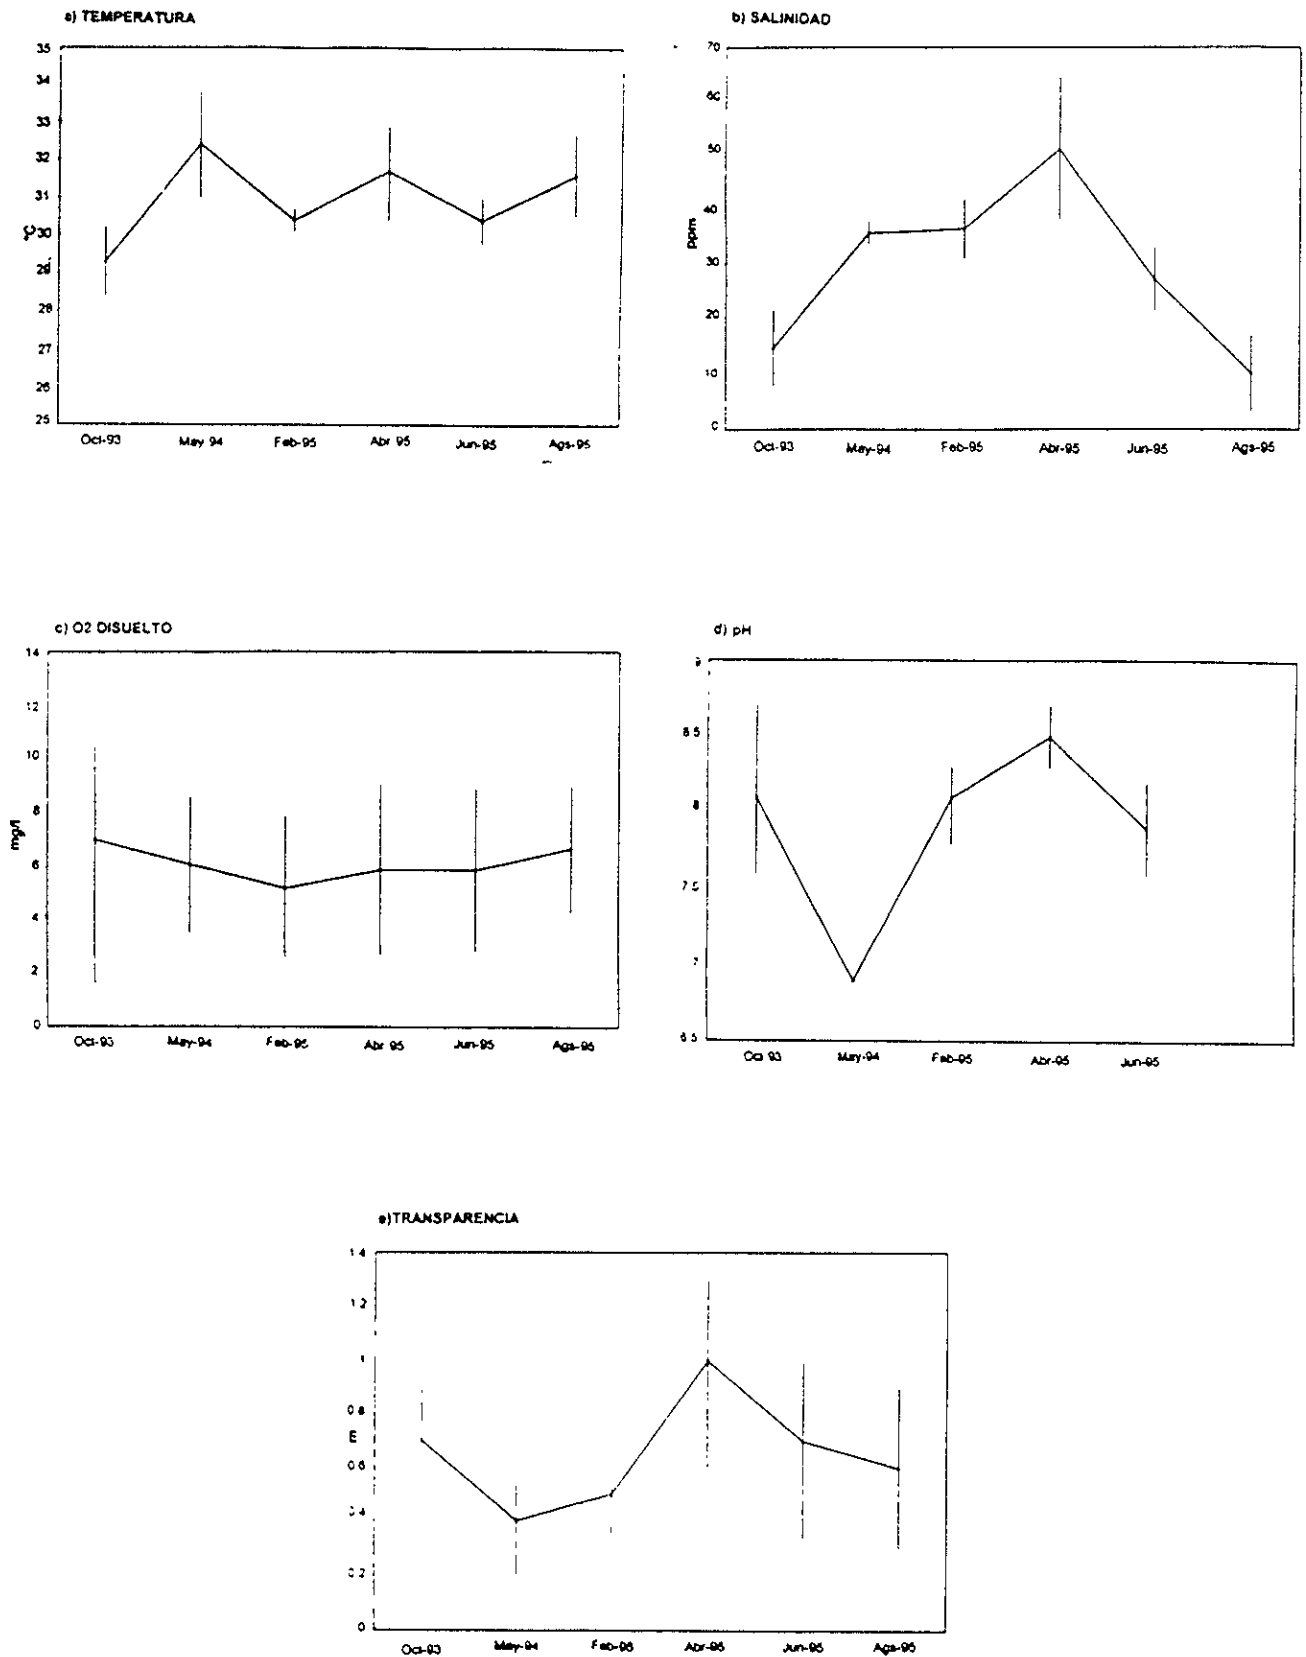 a) TEMPERATURA
35
34
33
32
31
30
29
28
27
26
25
°C
Oct-93 May 94 Feb-95 Abr 95 Jun-95 Ags-95
b) SALINIDAD
70
60
50
40
30
20
10
0
ppm
Oct-93 May-94 Feb-95 Abr-95 Jun-95 Ags-95
c) O2 DISUELTO
14
12
10
8
6
4
2
0
mg/l
Oct-93 May-94 Feb-95 Abr 95 Jun-95 Ags-95
d) pH
9
8.5
8
7.5
7
6.5
Oct 93 May-94 Feb-95 Abr-95 Jun-95
e)TRANSPARENCIA
1.4
1.2
1
0.8
0.6
0.4
0.2
0
E
Oct-93 May-94 Feb-95 Abr-95 Jun-95 Ags-95